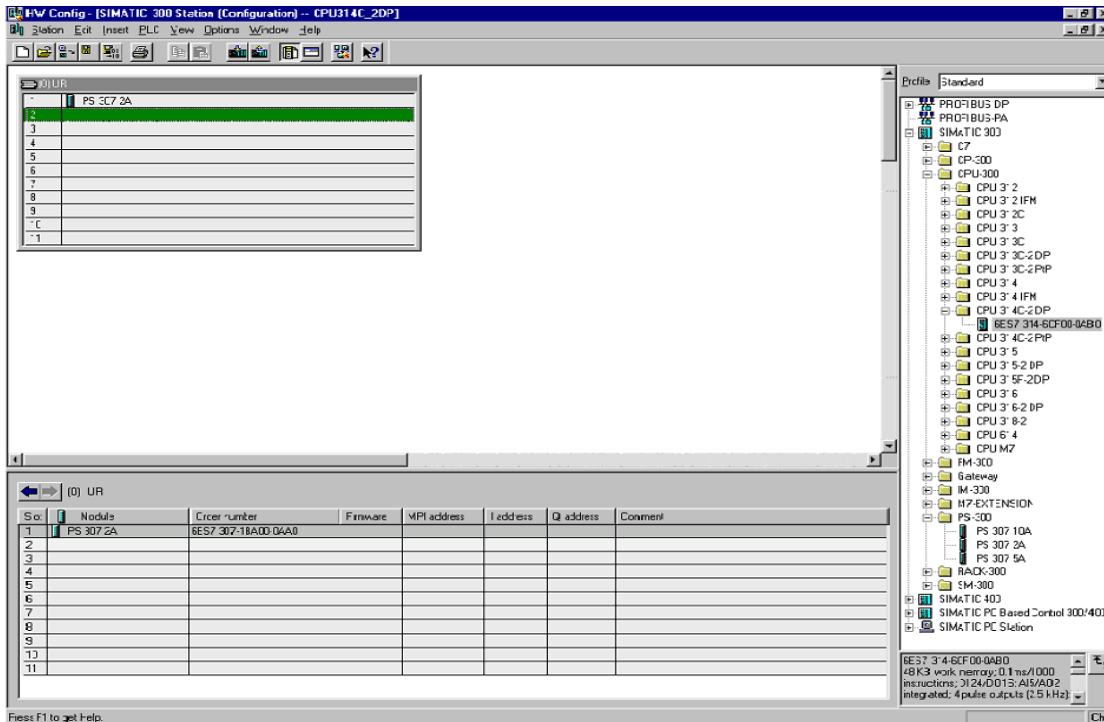 HW Config - [SIMATIC 300 Station (Configuration) -- CPU314C_2DP]
Station Edit Insert PLC View Options Window Help
(0) UR
1 PS 307 2A
2
3
4
5
6
7
8
9
10
11
Profile Standard
PROFIBUS DP
PROFIBUS-PA
SIMATIC 300
C7
CP-300
CPU-300
CPU 312
CPU 312 IFM
CPU 312C
CPU 313
CPU 313C
CPU 313C-2DP
CPU 313C-2PtP
CPU 314
CPU 314 IFM
CPU 314C-2DP
6ES7 314-6CF00-0AB0
CPU 314C-2PtP
CPU 315
CPU 315-2 DP
CPU 315F-2DP
CPU 316
CPU 316-2 DP
CPU 318-2
CPU 614
CPU M7
FM-300
Gateway
IM-300
M7-EXTENSION
PS-300
PS 307 10A
PS 307 2A
PS 307 5A
RACK-300
SM-300
SIMATIC 400
SIMATIC PC Based Control 300/400
SIMATIC PC Station
(0) UR
Slot Module Order number Firmware MPI address I address Q address Comment
1 PS 307 2A 6ES7 307-1BA00-0AA0
2
3
4
5
6
7
8
9
10
11
6ES7 314-6CF00-0AB0
48 KB work memory; 0.1ms/1000
instructions; DI24/DO16; AI5/AO2
integrated; 4 pulse outputs (2.5 kHz);
Press F1 to get Help.
Ch